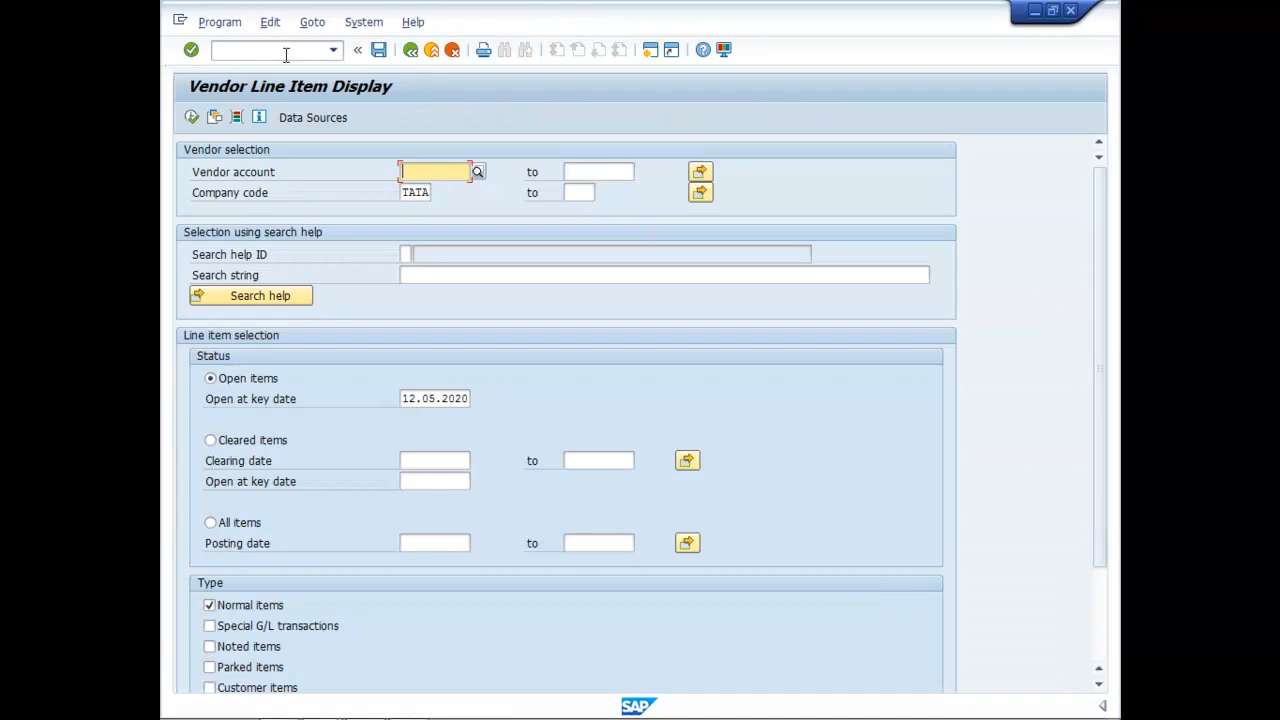 Program Edit Goto System Help
Vendor Line Item Display
Data Sources
Vendor selection
Vendor account to
Company code TATA to
Selection using search help
Search help ID
Search string
Search help
Line item selection
Status
Open items
Open at key date 12.05.2020
Cleared items
Clearing date to
Open at key date
All items
Posting date to
Type
Normal items
Special G/L transactions
Noted items
Parked items
Customer items
SAP